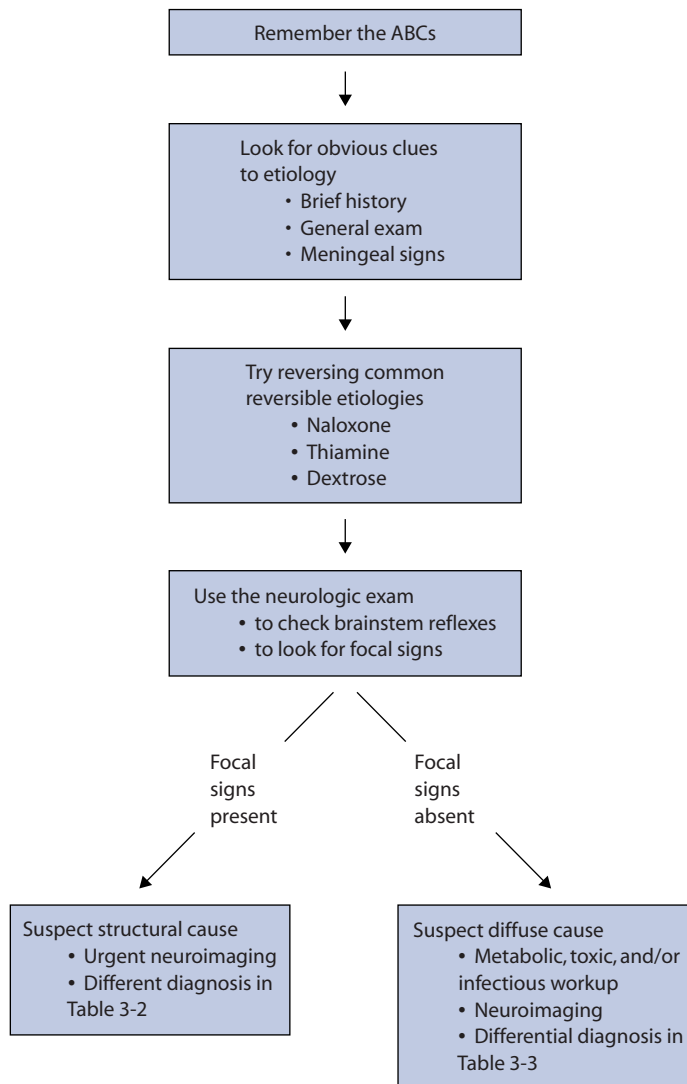 Remember the ABCs
Look for obvious clues
to etiology
• Brief history
• General exam
• Meningeal signs
Try reversing common
reversible etiologies
• Naloxone
• Thiamine
• Dextrose
Use the neurologic exam
• to check brainstem reflexes
• to look for focal signs
Focal
signs
present
Focal
signs
absent
Suspect structural cause
• Urgent neuroimaging
• Different diagnosis in
Table 3-2
Suspect diffuse cause
• Metabolic, toxic, and/or
infectious workup
• Neuroimaging
• Differential diagnosis in
Table 3-3